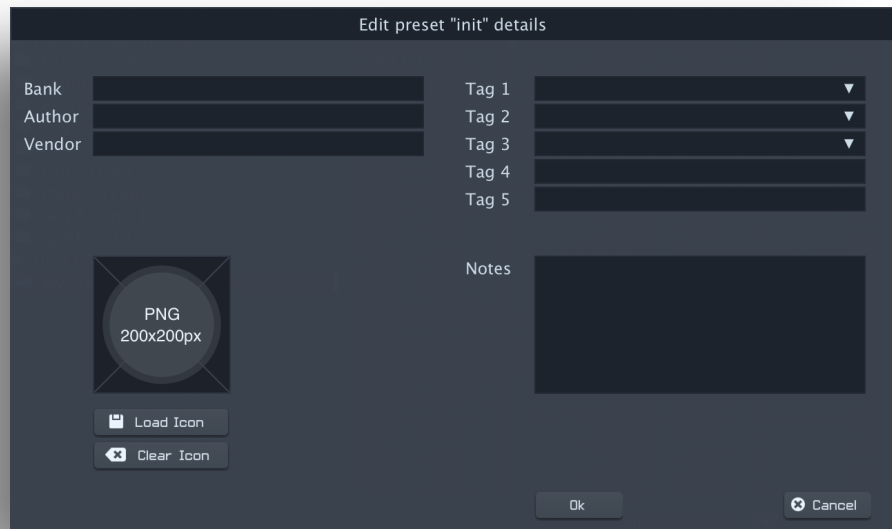 Edit preset "init" details
Bank
Author
Vendor
Tag 1
Tag 2
Tag 3
Tag 4
Tag 5
PNG
200x200px
Notes
Load Icon
Clear Icon
Ok
Cancel